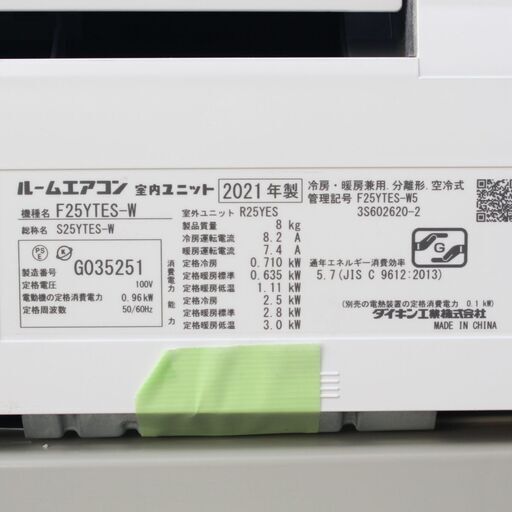 ルームエアコン 室内ユニット 2021年製
冷房・暖房兼用.分離形.空冷式
管理記号 F25YTES-W5
3S602620-2
機種名 F25YTES-W
総称名 S25YTES-W
PS
E
製造番号 G035251
定格電圧 100V
電動機の定格消費電力 0.96kW
定格周波数 50/60Hz
室外ユニット R25YES
製品質量 8 kg
冷房運転電流 8.2 A
暖房運転電流 7.4 A
消費電力
定格冷房 0.710 kW
定格暖房標準 0.635 kW
定格暖房低温 1.11 kW
能力
定格冷房 2.5 kW
定格暖房標準 2.8 kW
定格暖房低温 3.0 kW
G
通年エネルギー消費効率
5.7(JIS C 9612:2013)
(別売の電熱装置の定格消費電力 0.1 kW)
ダイキン工業株式会社
MADE IN CHINA